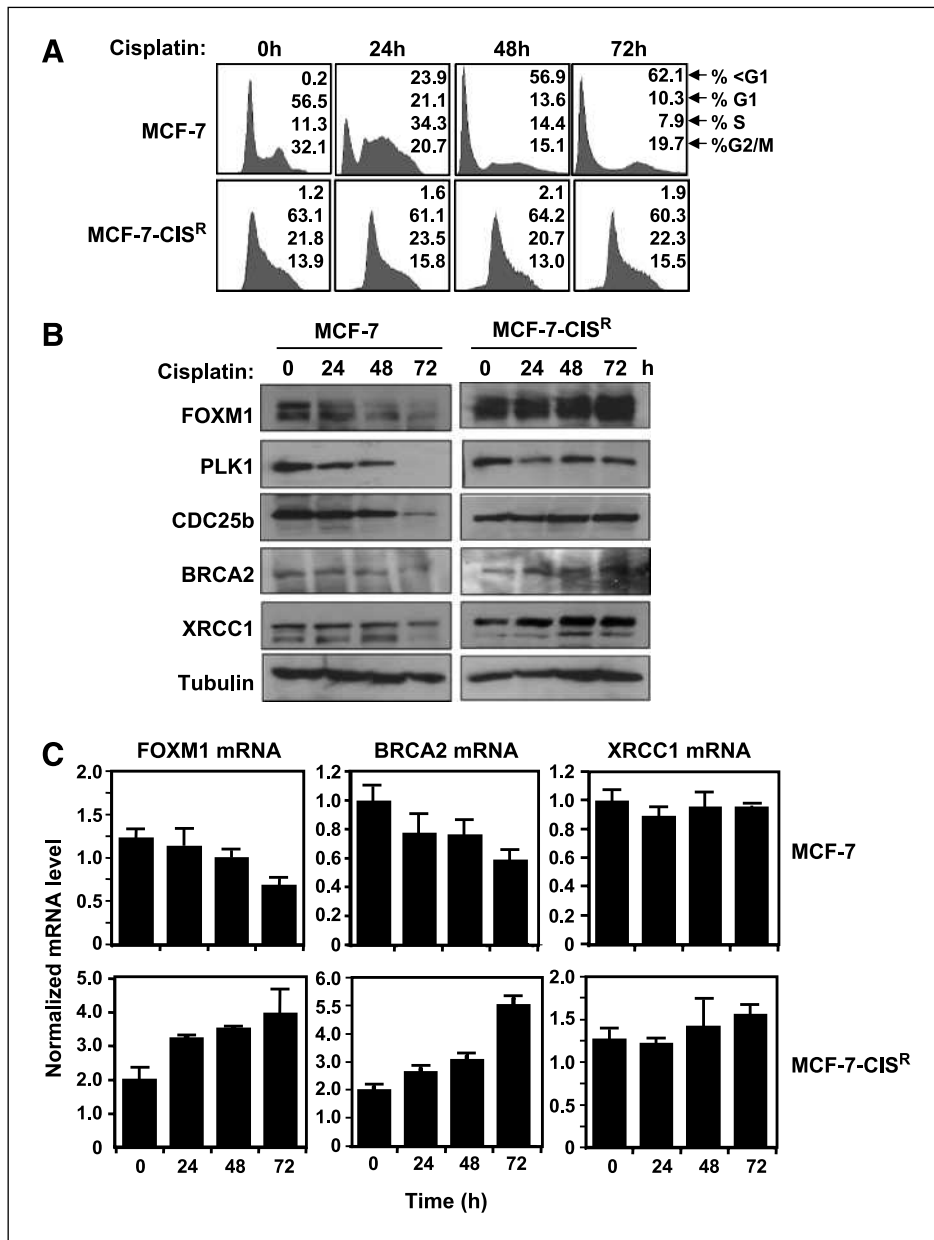 A
Cisplatin: 0h 24h 48h 72h
MCF-7
0.2 23.9 56.9 62.1 % <G1
56.5 21.1 13.6 10.3 % G1
11.3 34.3 14.4 7.9 % S
32.1 20.7 15.1 19.7 %G2/M
MCF-7-CISᴿ
1.2 1.6 2.1 1.9
63.1 61.1 64.2 60.3
21.8 23.5 20.7 22.3
13.9 15.8 13.0 15.5
B
MCF-7 MCF-7-CISᴿ
Cisplatin: 0 24 48 72 0 24 48 72 h
FOXM1
PLK1
CDC25b
BRCA2
XRCC1
Tubulin
C
FOXM1 mRNA BRCA2 mRNA XRCC1 mRNA
Normalized mRNA level
2.0
1.5
1.0
0.5
0
1.2
1.0
0.8
0.6
0.4
0.2
0
1.2
1.0
0.8
0.6
0.4
0.2
0
MCF-7
5.0
4.0
3.0
2.0
1.0
0
6.0
5.5
4.0
3.0
2.0
1.0
0
2.0
1.5
1.0
0.5
0
MCF-7-CISᴿ
0 24 48 72 0 24 48 72 0 24 48 72
Time (h)